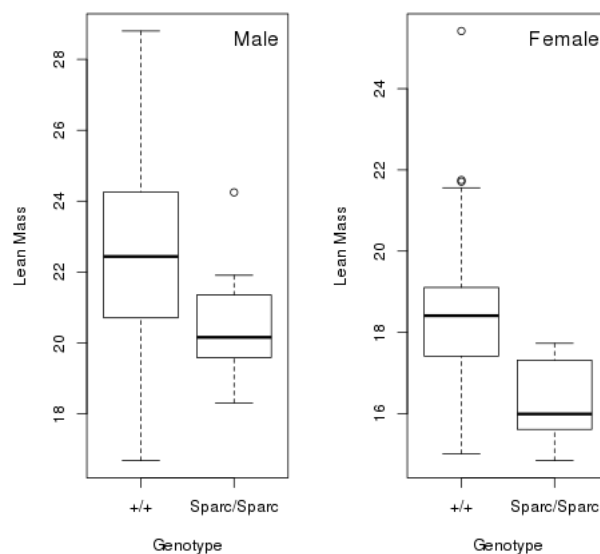 Male
Lean Mass
28
26
24
22
20
18
+/+
Sparc/Sparc
Genotype
Female
Lean Mass
24
22
20
18
16
+/+
Sparc/Sparc
Genotype